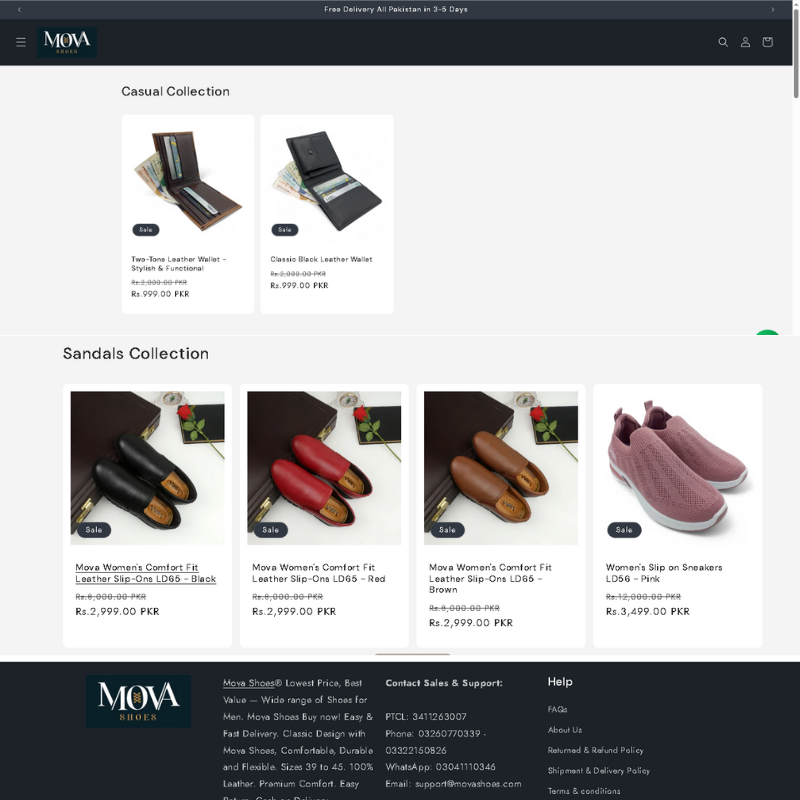 Free Delivery All Pakistan in 3-5 Days
MOVA
SHOES
Casual Collection
Sale
Sale
Two-Tone Leather Wallet –
Stylish & Functional
Rs.2,000.00 PKR
Rs.999.00 PKR
Classic Black Leather Wallet
Rs.2,000.00 PKR
Rs.999.00 PKR
Sandals Collection
Sale
Sale
Sale
Sale
Mova Women's Comfort Fit
Leather Slip-Ons LD65 - Black
Rs.8,000.00 PKR
Rs.2,999.00 PKR
Mova Women's Comfort Fit
Leather Slip-Ons LD65 - Red
Rs.8,000.00 PKR
Rs.2,999.00 PKR
Mova Women's Comfort Fit
Leather Slip-Ons LD65 -
Brown
Rs.8,000.00 PKR
Rs.2,999.00 PKR
Women's Slip on Sneakers
LD56 - Pink
Rs.12,000.00 PKR
Rs.3,499.00 PKR
MOVA
SHOES
Mova Shoes® Lowest Price, Best
Value — Wide range of Shoes for
Men. Mova Shoes Buy now! Easy &
Fast Delivery. Classic Design with
Mova Shoes, Comfortable, Durable
and Flexible. Sizes 39 to 45. 100%
Leather. Premium Comfort. Easy
Return. Cash on Delivery
Contact Sales & Support:
PTCL: 3411263007
Phone: 03260770339 -
03322150826
WhatsApp: 03041110346
Email: support@movashoes.com
Help
FAQs
About Us
Returned & Refund Policy
Shipment & Delivery Policy
Terms & conditions